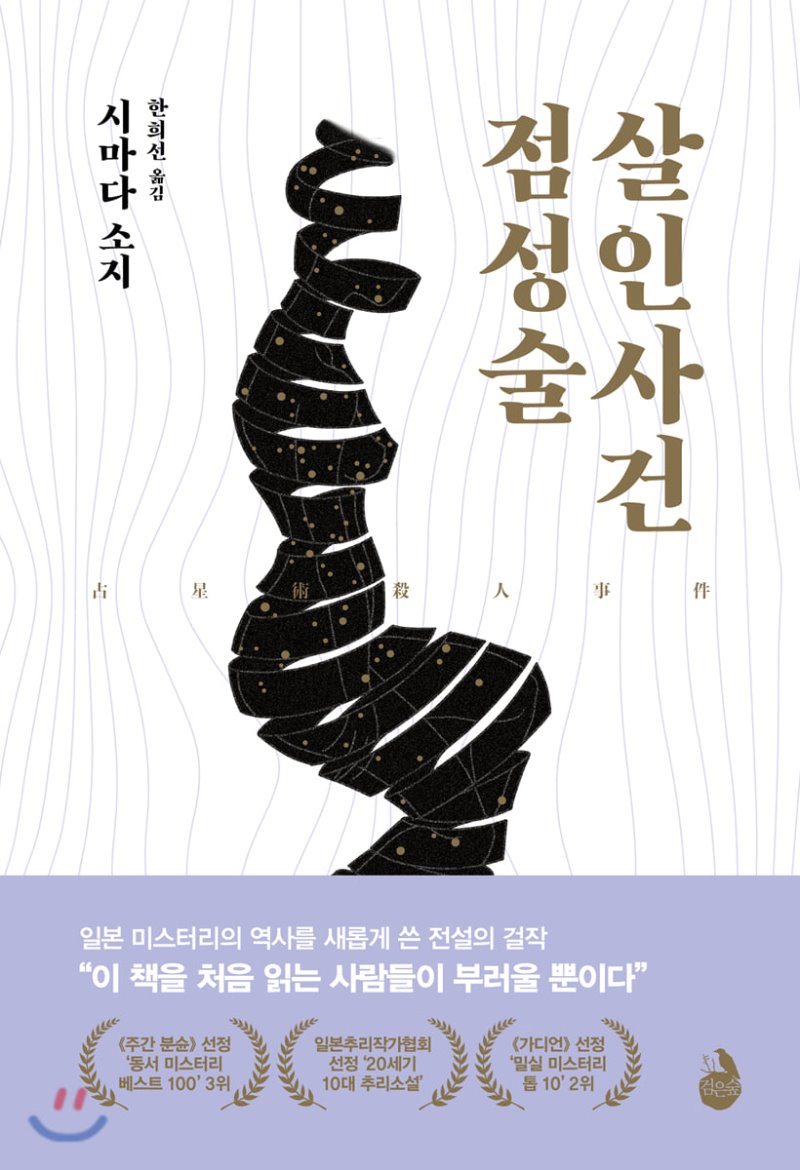 점성술
살인사건
시마다 소지
한희선 옮김
占星術殺人事件
일본 미스터리의 역사를 새롭게 쓴 전설의 걸작
“이 책을 처음 읽는 사람들이 부러울 뿐이다”
《주간 분슌》 선정
‘동서 미스터리
베스트 100’ 3위
일본추리작가협회
선정 ‘20세기
10대 추리소설’
《가디언》 선정
‘밀실 미스터리
톱 10’ 2위
검은숲